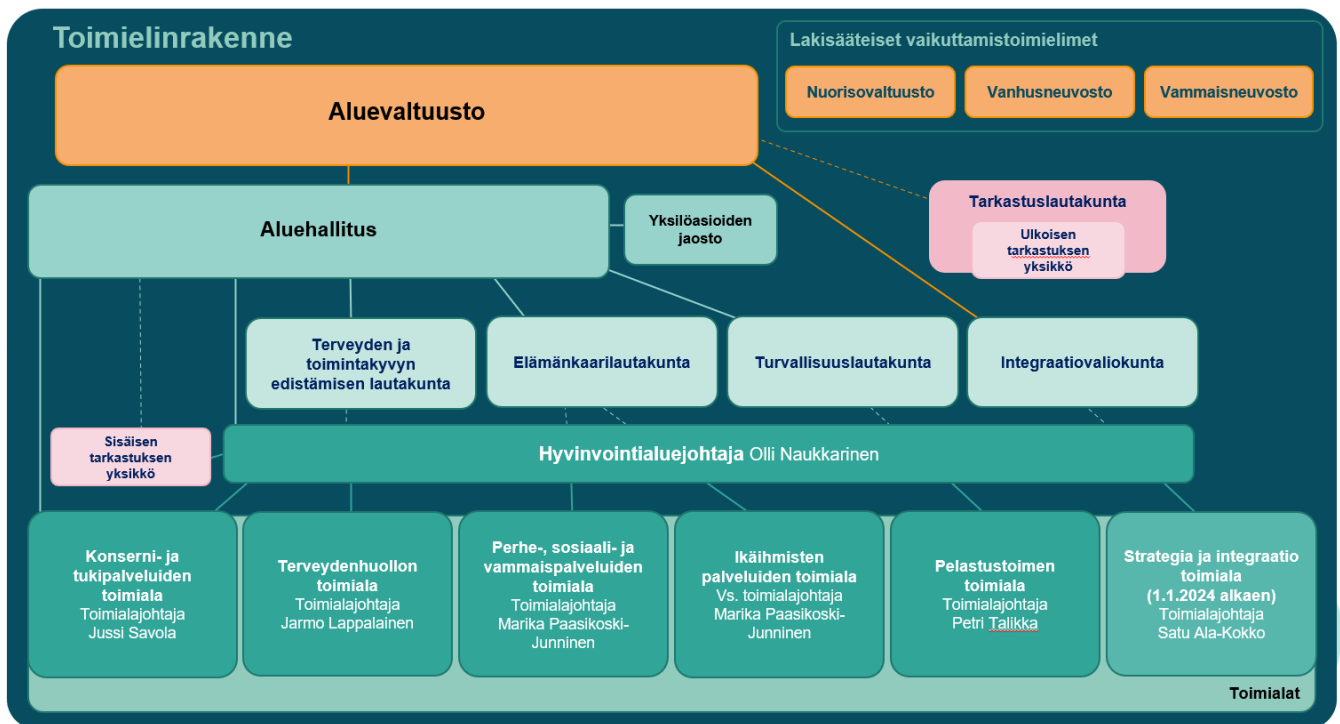 Toimielinrakenne
Lakisääteiset vaikuttamistoimielimet
Nuorisovaltuusto
Vanhusneuvosto
Vammaisneuvosto
Aluevaltuusto
Aluehallitus
Yksilöasioiden
jaosto
Tarkastuslautakunta
Ulkoisen
tarkastuksen
yksikkö
Terveyden ja
toimintakyvyn
edistämisen lautakunta
Elämänkaarilautakunta
Turvallisuuslautakunta
Integraatiovaliokunta
Sisäisen
tarkastuksen
yksikkö
Hyvinvointialuejohtaja Olli Naukkarinen
Konserni- ja
tukipalveluiden
toimiala
Toimialajohtaja
Jussi Savola
Terveydenhuollon
toimiala
Toimialajohtaja
Jarmo Lappalainen
Perhe-, sosiaali- ja
vammaispalveluiden
toimiala
Toimialajohtaja
Marika Paasikoski-
Junninen
Ikäihmisten
palveluiden toimiala
Vs. toimialajohtaja
Marika Paasikoski-
Junninen
Pelastustoimen
toimiala
Toimialajohtaja
Petri Talikka
Strategia ja integraatio
toimiala
(1.1.2024 alkaen)
Toimialajohtaja
Satu Ala-Kokko
Toimialat